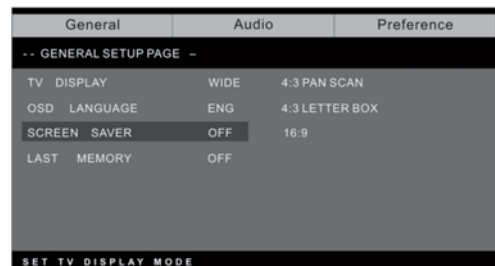 General Audio Preference
-- GENERAL SETUP PAGE –
TV DISPLAY WIDE 4:3 PAN SCAN
OSD LANGUAGE ENG 4:3 LETTER BOX
SCREEN SAVER OFF 16:9
LAST MEMORY OFF
SET TV DISPLAY MODE